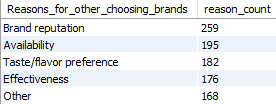 Reasons_for_other_choosing_brands reason_count
Brand reputation 259
Availability 195
Taste/flavor preference 182
Effectiveness 176
Other 168